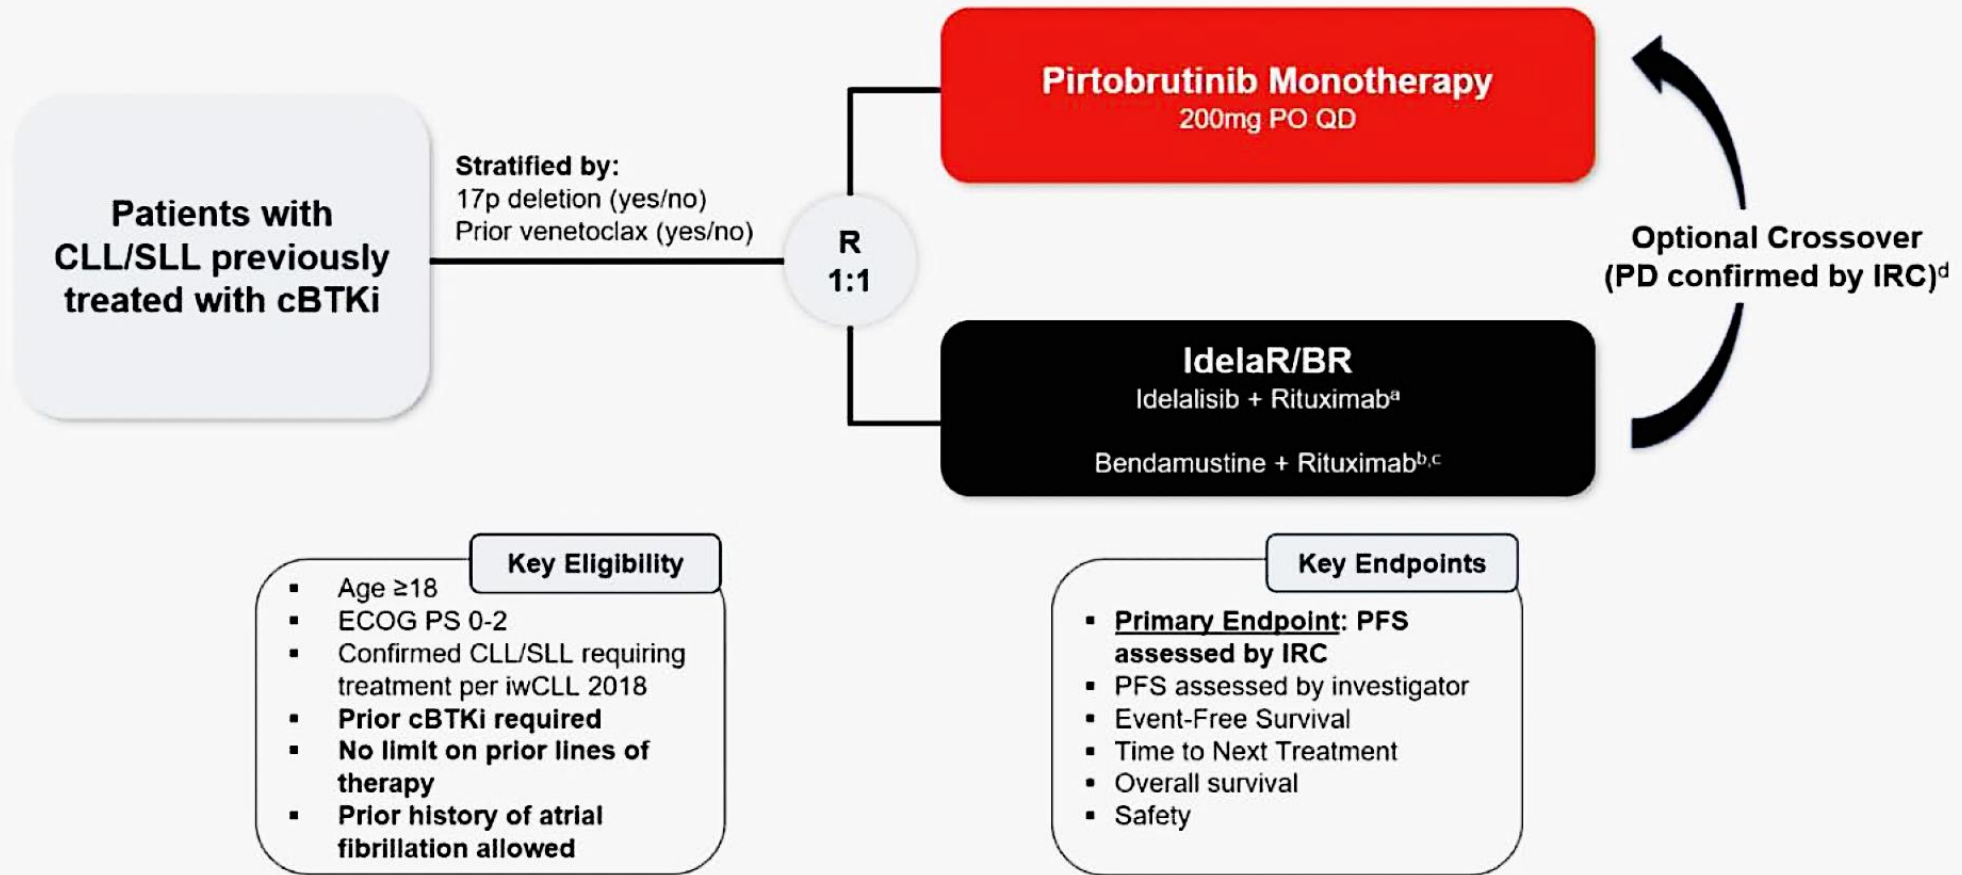 Patients with
CLL/SLL previously
treated with cBTKi
Stratified by:
17p deletion (yes/no)
Prior venetoclax (yes/no)
R
1:1
Pirtobrutinib Monotherapy
200mg PO QD
IdelaR/BR
Idelalisib + Rituximabᵃ
Bendamustine + Rituximabᵇ,ᶜ
Optional Crossover
(PD confirmed by IRC)ᵈ
Key Eligibility
▪ Age ≥18
▪ ECOG PS 0-2
▪ Confirmed CLL/SLL requiring
treatment per iwCLL 2018
▪ Prior cBTKi required
▪ No limit on prior lines of
therapy
▪ Prior history of atrial
fibrillation allowed
Key Endpoints
▪ Primary Endpoint: PFS
assessed by IRC
▪ PFS assessed by investigator
▪ Event-Free Survival
▪ Time to Next Treatment
▪ Overall survival
▪ Safety